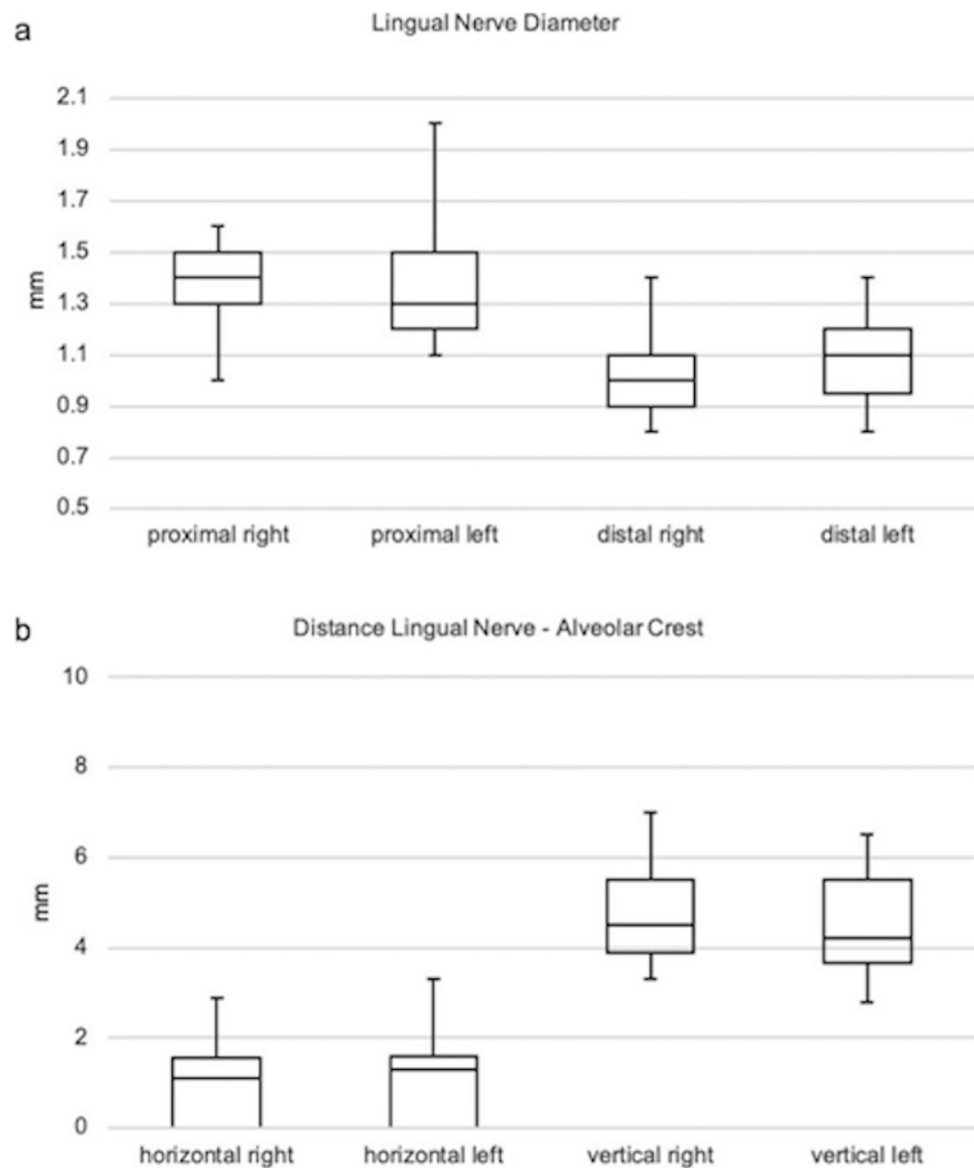 a
Lingual Nerve Diameter
2.1
1.9
1.7
1.5
1.3
1.1
0.9
0.7
0.5
mm
proximal right
proximal left
distal right
distal left
b
Distance Lingual Nerve - Alveolar Crest
10
8
6
4
2
0
mm
horizontal right
horizontal left
vertical right
vertical left